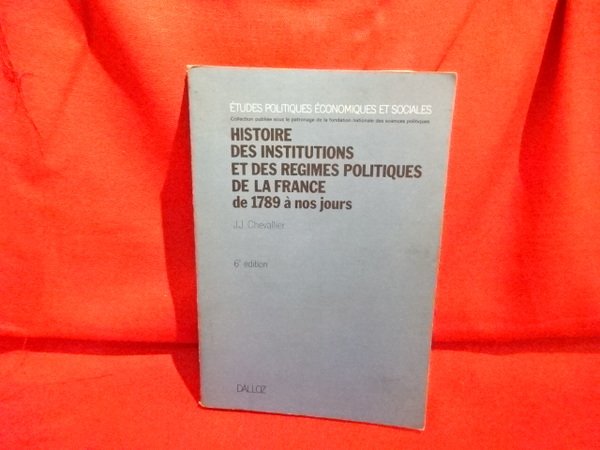 ÉTUDES POLITIQUES ÉCONOMIQUES ET SOCIALES
Collection publiée sous le patronage de la fondation nationale des sciences politiques
HISTOIRE
DES INSTITUTIONS
ET DES REGIMES POLITIQUES
DE LA FRANCE
de 1789 à nos jours
J.J. Chevallier
6e édition
DALLOZ